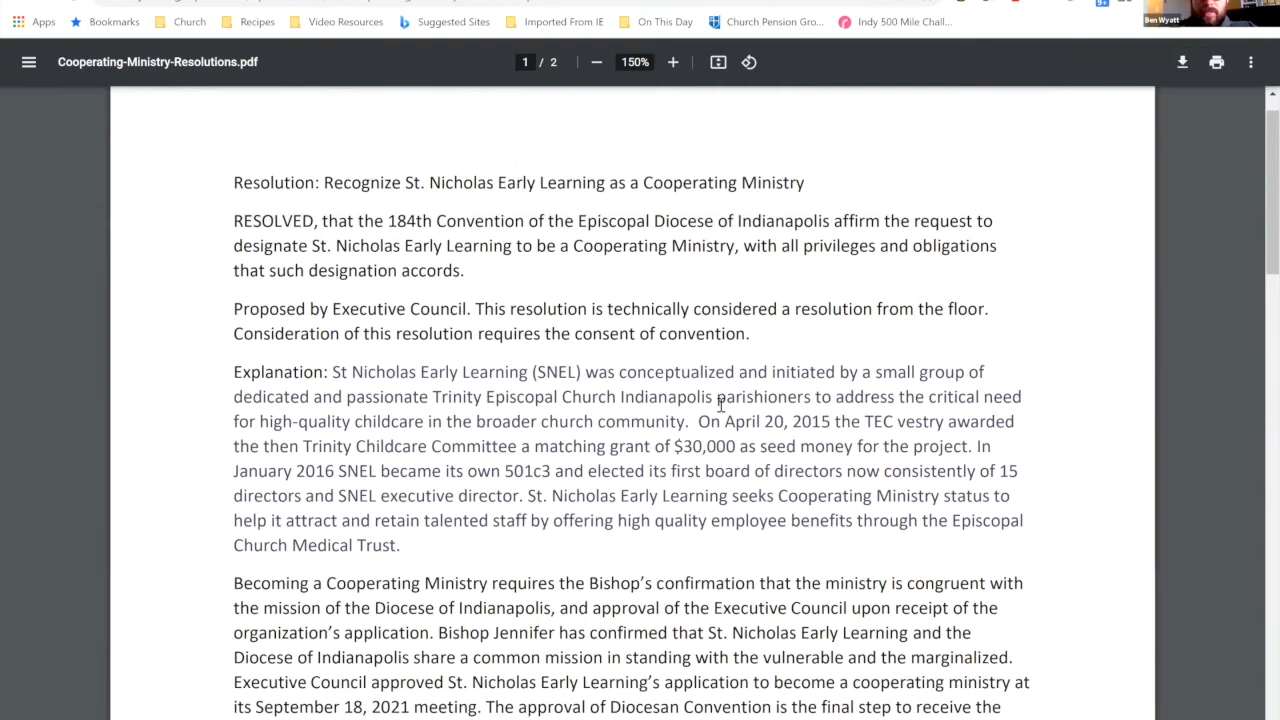 Apps Bookmarks Church Recipes Video Resources Suggested Sites Imported From IE On This Day Church Pension Gro... Indy 500 Mile Chall...
9+
Ben Wyatt
Cooperating-Ministry-Resolutions.pdf 1 / 2 150%
Resolution: Recognize St. Nicholas Early Learning as a Cooperating Ministry
RESOLVED, that the 184th Convention of the Episcopal Diocese of Indianapolis affirm the request to
designate St. Nicholas Early Learning to be a Cooperating Ministry, with all privileges and obligations
that such designation accords.
Proposed by Executive Council. This resolution is technically considered a resolution from the floor.
Consideration of this resolution requires the consent of convention.
Explanation: St Nicholas Early Learning (SNEL) was conceptualized and initiated by a small group of
dedicated and passionate Trinity Episcopal Church Indianapolis parishioners to address the critical need
for high-quality childcare in the broader church community. On April 20, 2015 the TEC vestry awarded
the then Trinity Childcare Committee a matching grant of $30,000 as seed money for the project. In
January 2016 SNEL became its own 501c3 and elected its first board of directors now consistently of 15
directors and SNEL executive director. St. Nicholas Early Learning seeks Cooperating Ministry status to
help it attract and retain talented staff by offering high quality employee benefits through the Episcopal
Church Medical Trust.
Becoming a Cooperating Ministry requires the Bishop's confirmation that the ministry is congruent with
the mission of the Diocese of Indianapolis, and approval of the Executive Council upon receipt of the
organization's application. Bishop Jennifer has confirmed that St. Nicholas Early Learning and the
Diocese of Indianapolis share a common mission in standing with the vulnerable and the marginalized.
Executive Council approved St. Nicholas Early Learning's application to become a cooperating ministry at
its September 18, 2021 meeting. The approval of Diocesan Convention is the final step to receive the